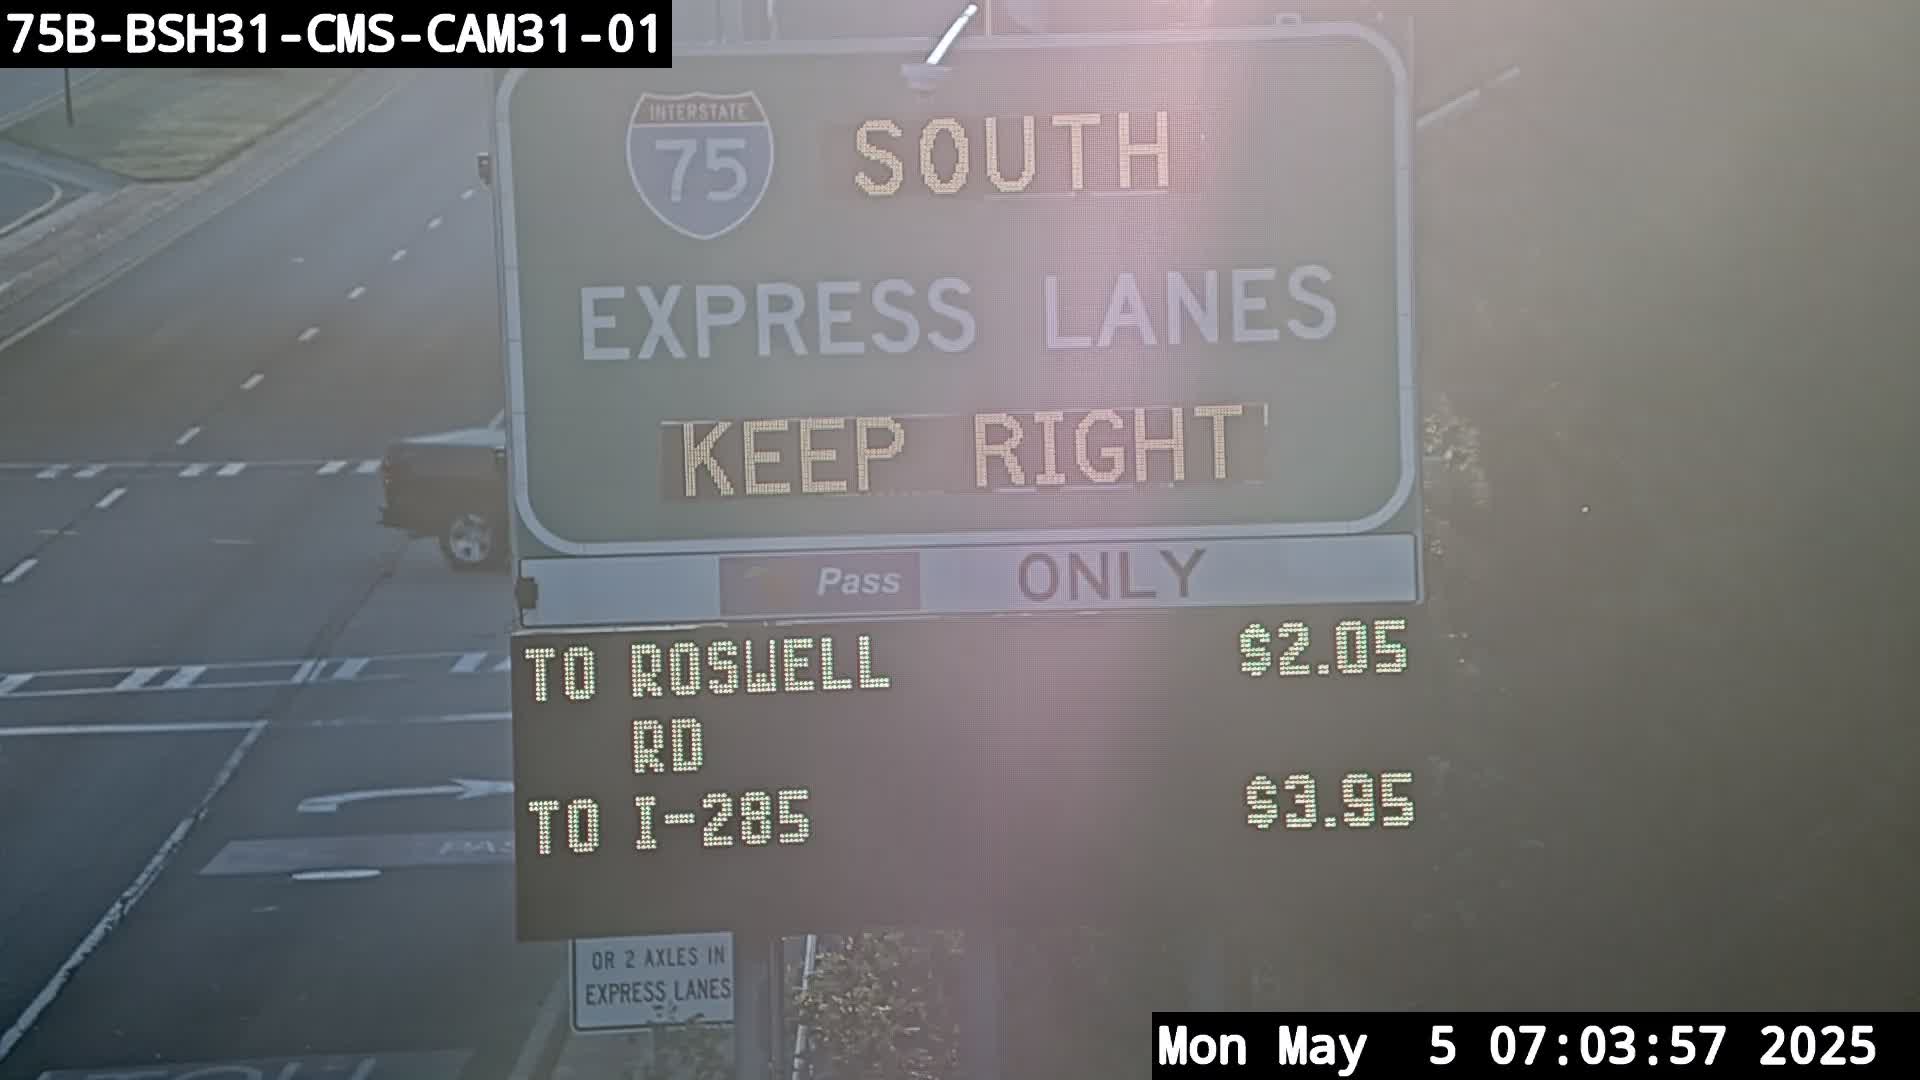 75B-BSH31-CMS-CAM31-01
INTERSTATE
75
SOUTH
EXPRESS LANES
KEEP RIGHT
Pass ONLY
TO ROSWELL $2.05
RD
TO I-285 $3.95
OR 2 AXLES IN
EXPRESS LANES
Mon May 5 07:03:57 2025